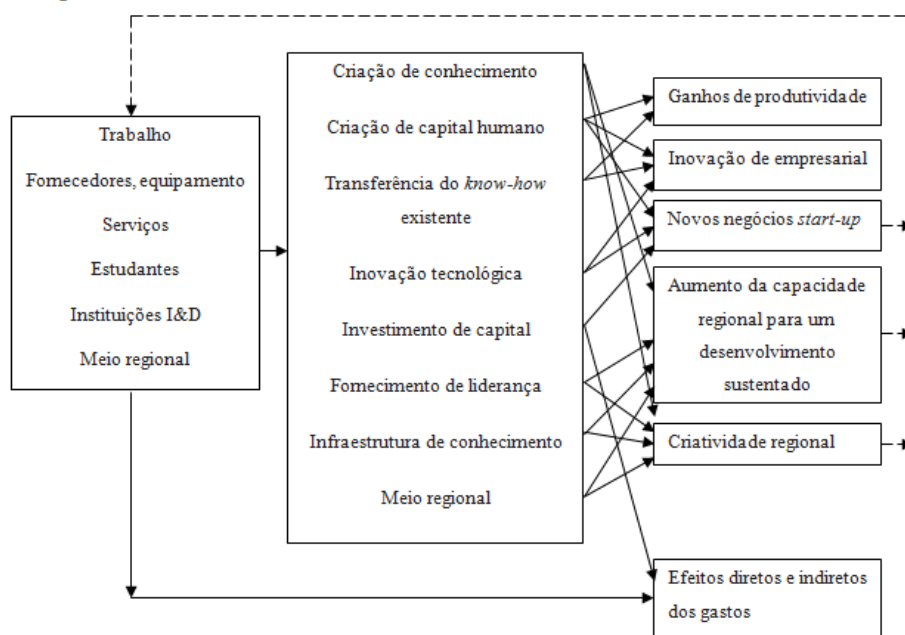 Trabalho
Fornecedores, equipamento
Serviços
Estudantes
Instituições I&D
Meio regional
Criação de conhecimento
Criação de capital humano
Transferência do know-how
existente
Inovação tecnológica
Investimento de capital
Fornecimento de liderança
Infraestrutura de conhecimento
Meio regional
Ganhos de produtividade
Inovação de empresarial
Novos negócios start-up
Aumento da capacidade
regional para um
desenvolvimento
sustentado
Criatividade regional
Efeitos diretos e indiretos
dos gastos